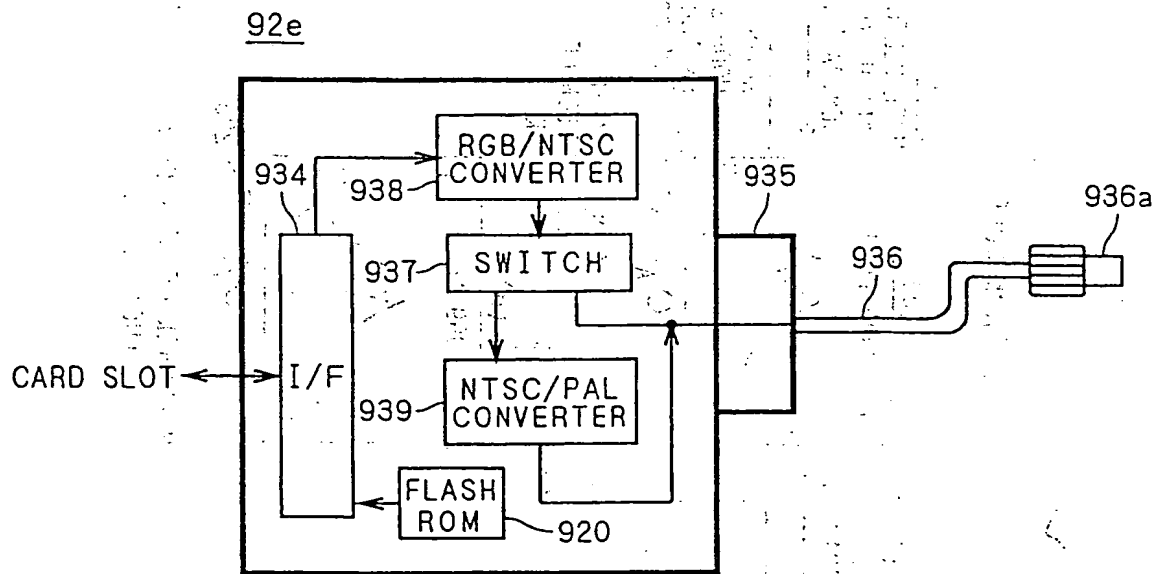 92e
RGB/NTSC
CONVERTER
934
938
935
936a
937
SWITCH
936
CARD SLOT
I/F
NTSC/PAL
CONVERTER
939
FLASH
ROM
920